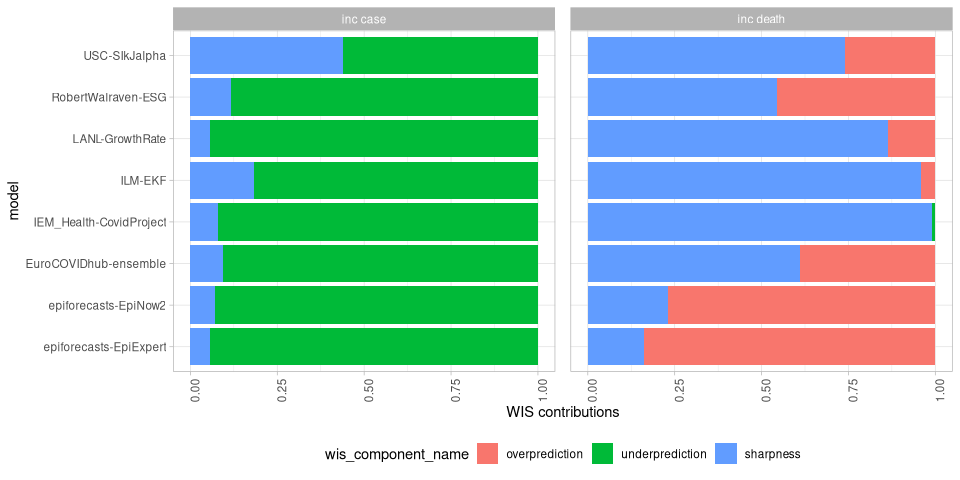 inc case
inc death
model
USC-SIkJalpha
RobertWalraven-ESG
LANL-GrowthRate
ILM-EKF
IEM_Health-CovidProject
EuroCOVIDhub-ensemble
epiforecasts-EpiNow2
epiforecasts-EpiExpert
0.00 0.25 0.50 0.75 1.00
0.00 0.25 0.50 0.75 1.00
WIS contributions
wis_component_name overprediction underprediction sharpness